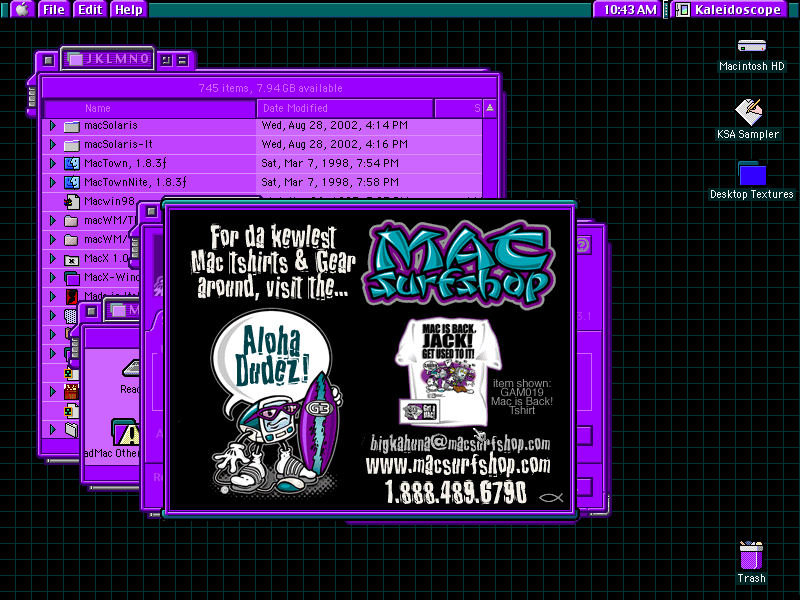 File Edit Help
10:43 AM
Kaleidoscope
JKLMNO
745 items, 7.94 GB available
Name Date Modified S
macSolaris Wed, Aug 28, 2002, 4:14 PM
macSolaris-It Wed, Aug 28, 2002, 4:16 PM
MacTown, 1.8.3ƒ Sat, Mar 7, 1998, 7:54 PM
MacTownNite, 1.8.3ƒ Sat, Mar 7, 1998, 7:58 PM
Macwin98
macWM/
macWM/
MacX 1.0
MacX-Wind
M
Read
adMac Other
3.1
For da kewlest
Mac tshirts & Gear
around, visit the...
MAC
surfshop
Aloha
Dudez!
MAC IS BACK,
JACK!
GET USED TO IT!
GB
item shown:
GAM019
Mac is Back!
Tshirt
bigkahuna@macsurfshop.com
www.macsurfshop.com
1.888.489.6790
Macintosh HD
KSA Sampler
Desktop Textures
Trash